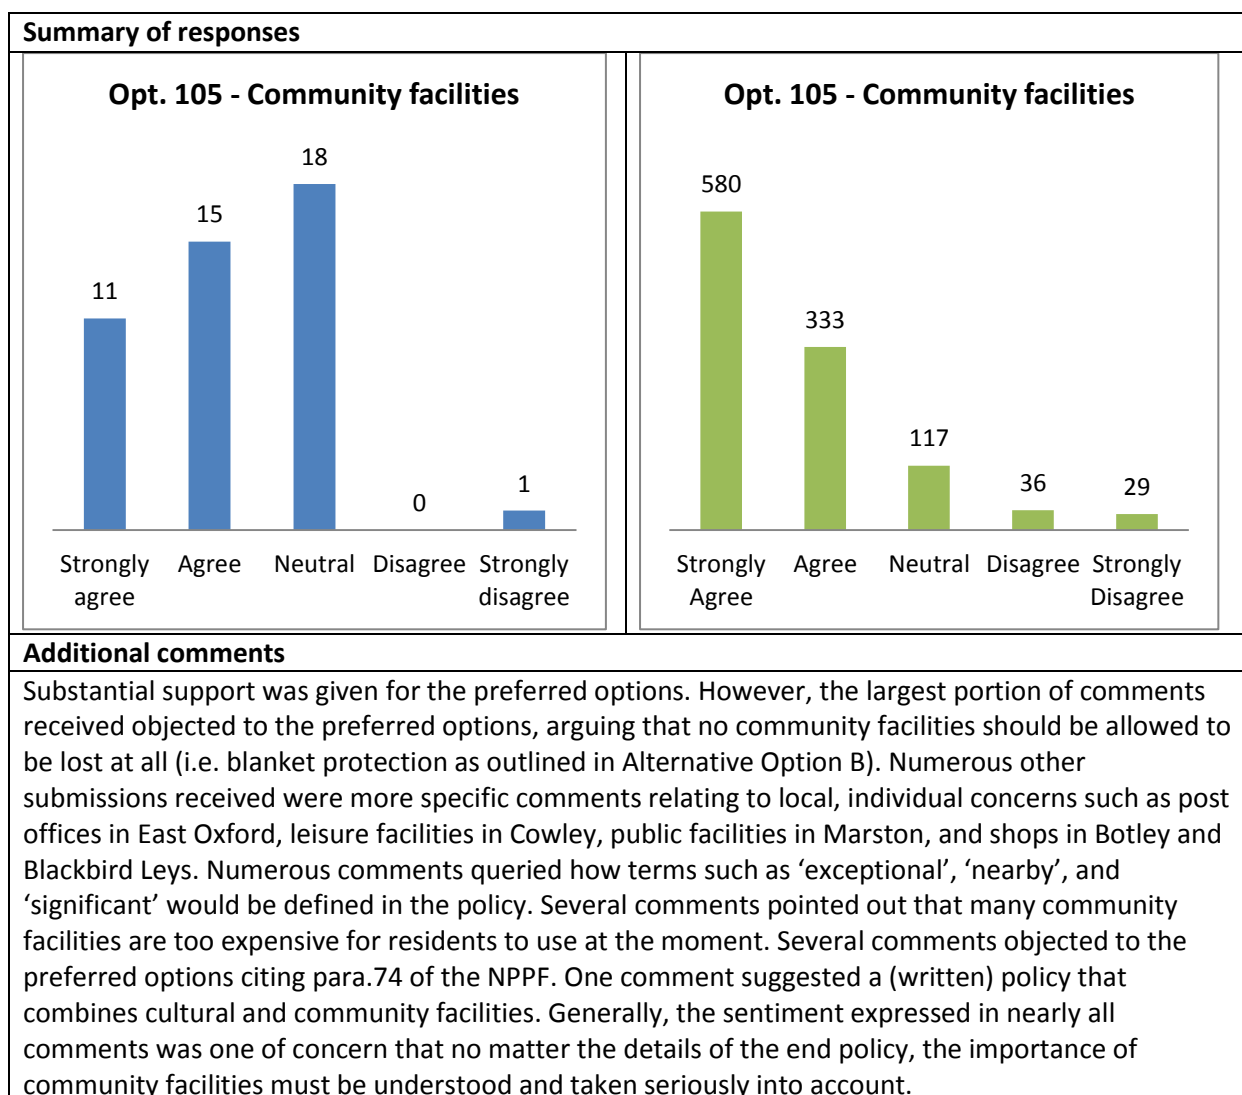 Summary of responses
Opt. 105 - Community facilities
18
15
11
0
1
Strongly agree
Agree
Neutral
Disagree
Strongly disagree
Opt. 105 - Community facilities
580
333
117
36
29
Strongly Agree
Agree
Neutral
Disagree
Strongly Disagree
Additional comments
Substantial support was given for the preferred options. However, the largest portion of comments
received objected to the preferred options, arguing that no community facilities should be allowed to
be lost at all (i.e. blanket protection as outlined in Alternative Option B). Numerous other
submissions received were more specific comments relating to local, individual concerns such as post
offices in East Oxford, leisure facilities in Cowley, public facilities in Marston, and shops in Botley and
Blackbird Leys. Numerous comments queried how terms such as ‘exceptional’, ‘nearby’, and
‘significant’ would be defined in the policy. Several comments pointed out that many community
facilities are too expensive for residents to use at the moment. Several comments objected to the
preferred options citing para.74 of the NPPF. One comment suggested a (written) policy that
combines cultural and community facilities. Generally, the sentiment expressed in nearly all
comments was one of concern that no matter the details of the end policy, the importance of
community facilities must be understood and taken seriously into account.